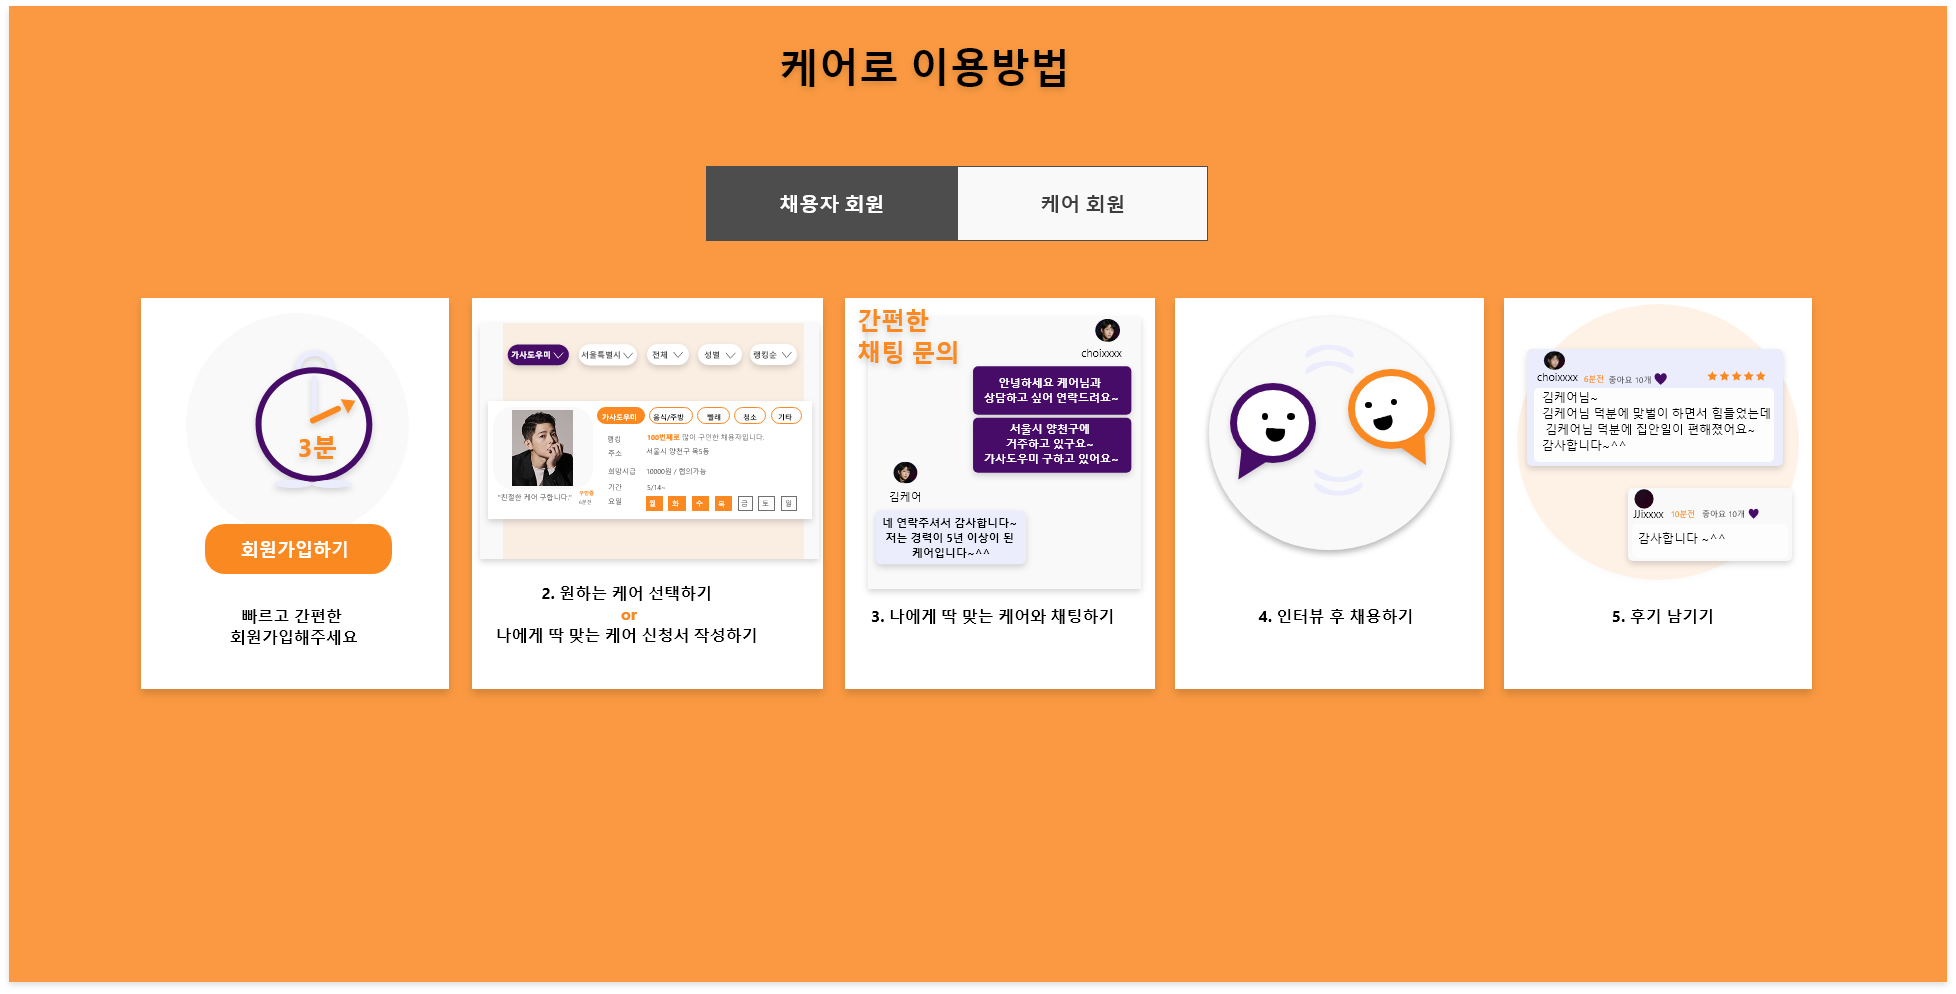 케어로 이용방법
채용자 회원
케어 회원
3분
회원가입하기
빠르고 간편한
회원가입해주세요
가사도우미
서울특별시
전체
성별
랭킹순
가사도우미
음식/주방
빨래
청소
기타
랭킹
100번째로 많이 구인한 채용자입니다.
주소
서울시 양천구 목5동
희망시급
10000원 / 협의가능
"친절한 케어 구합니다."
구인중
6분전
기간
5/14~
요일
월 화 수 목 금 토 일
2. 원하는 케어 선택하기
or
나에게 딱 맞는 케어 신청서 작성하기
간편한
채팅 문의
choixxxx
안녕하세요 케어님과
상담하고 싶어 연락드려요~
서울시 양천구에
거주하고 있구요~
가사도우미 구하고 있어요~
김케어
네 연락주셔서 감사합니다~
저는 경력이 5년 이상이 된
케어입니다~^^
3. 나에게 딱 맞는 케어와 채팅하기
4. 인터뷰 후 채용하기
choixxxx 6분전 좋아요 10개
김케어님~
김케어님 덕분에 맞벌이 하면서 힘들었는데
김케어님 덕분에 집안일이 편해졌어요~
감사합니다~^^
JJixxxx 10분전 좋아요 10개
감사합니다 ~^^
5. 후기 남기기